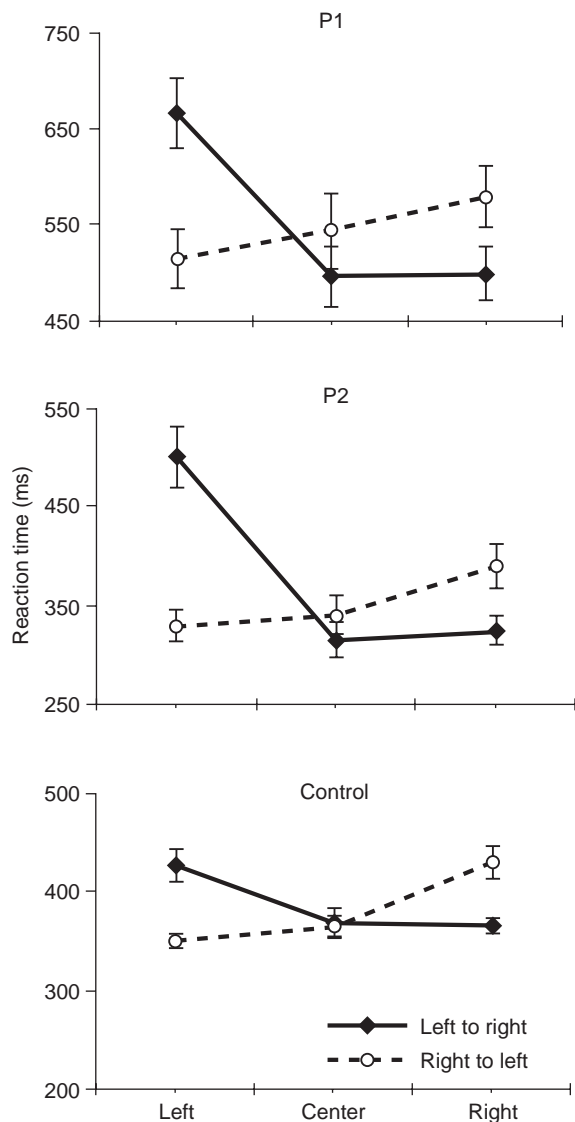 P1
750
650
550
450
P2
550
450
350
250
Reaction time (ms)
Control
500
400
300
200
Left to right
Right to left
Left Center Right